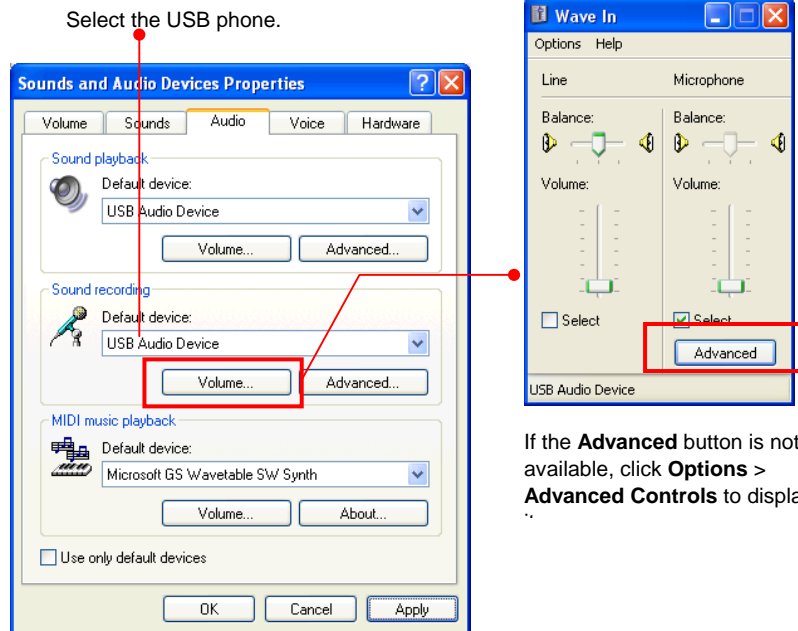 Select the USB phone.
Sounds and Audio Devices Properties
Volume Sounds Audio Voice Hardware
Sound playback
Default device:
USB Audio Device
Volume... Advanced...
Sound recording
Default device:
USB Audio Device
Volume... Advanced...
MIDI music playback
Default device:
Microsoft GS Wavetable SW Synth
Volume... About...
Use only default devices
OK Cancel Apply
Wave In
Options Help
Line Microphone
Balance: Balance:
Volume: Volume:
Select Select
Advanced
USB Audio Device
If the Advanced button is not
available, click Options >
Advanced Controls to displa